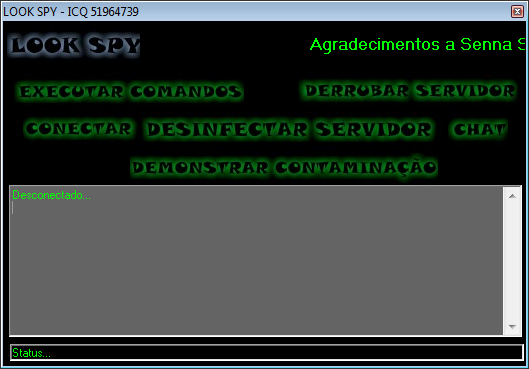 LOOK SPY - ICQ 51964739
LOOK SPY
Agradecimentos a Senna S
EXECUTAR COMANDOS
DERRUBAR SERVIDOR
CONECTAR
DESINFECTAR SERVIDOR
CHAT
DEMONSTRAR CONTAMINAÇÃO
Desconectado...
Status...